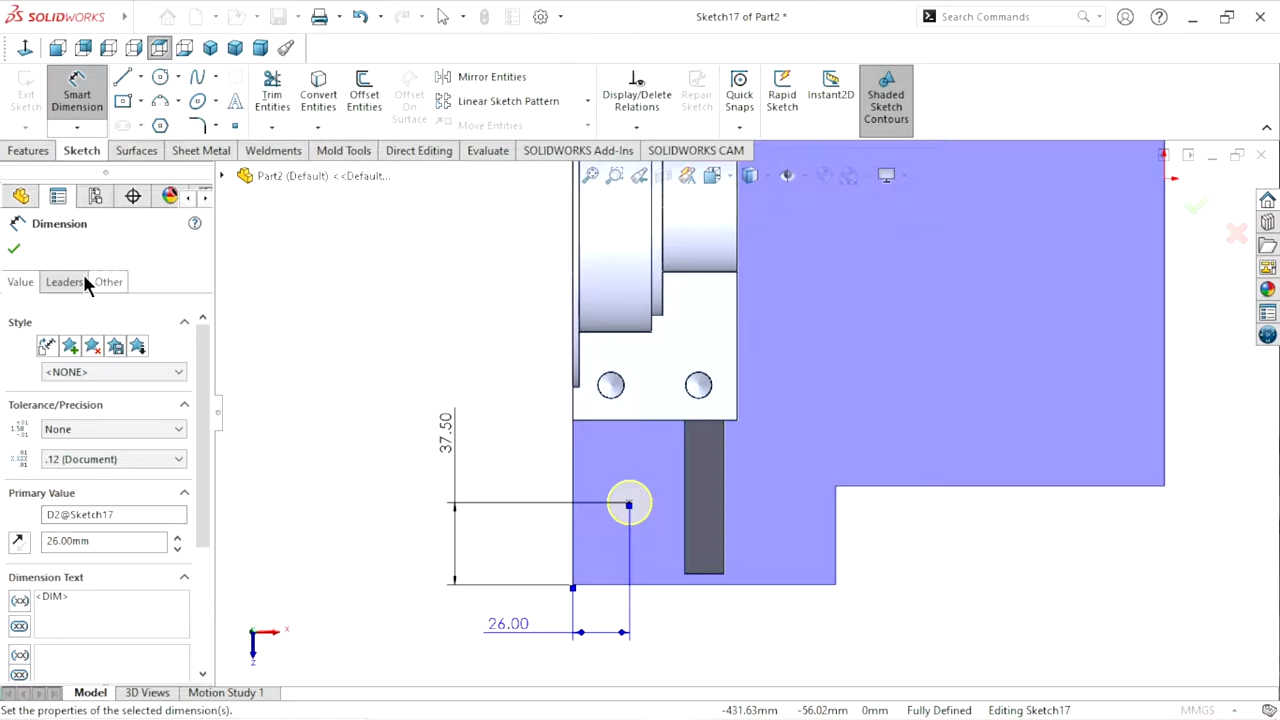 SOLIDWORKS
Sketch17 of Part2 *
Search Commands
Exit Sketch
Smart Dimension
Trim Entities
Convert Entities
Offset Entities
Offset On Surface
Mirror Entities
Linear Sketch Pattern
Move Entities
Display/Delete Relations
Repair Sketch
Quick Snaps
Rapid Sketch
Instant2D
Shaded Sketch Contours
Features
Sketch
Surfaces
Sheet Metal
Weldments
Mold Tools
Direct Editing
Evaluate
SOLIDWORKS Add-Ins
SOLIDWORKS CAM
Part2 (Default) <<Default...
Dimension
Value
Leaders
Other
Style
<NONE>
Tolerance/Precision
None
.12 (Document)
Primary Value
D2@Sketch17
26.00mm
Dimension Text
<DIM>
37.50
26.00
x
z
Model
3D Views
Motion Study 1
Set the properties of the selected dimension(s).
-431.63mm
-56.02mm
0mm
Fully Defined
Editing Sketch17
MMGS